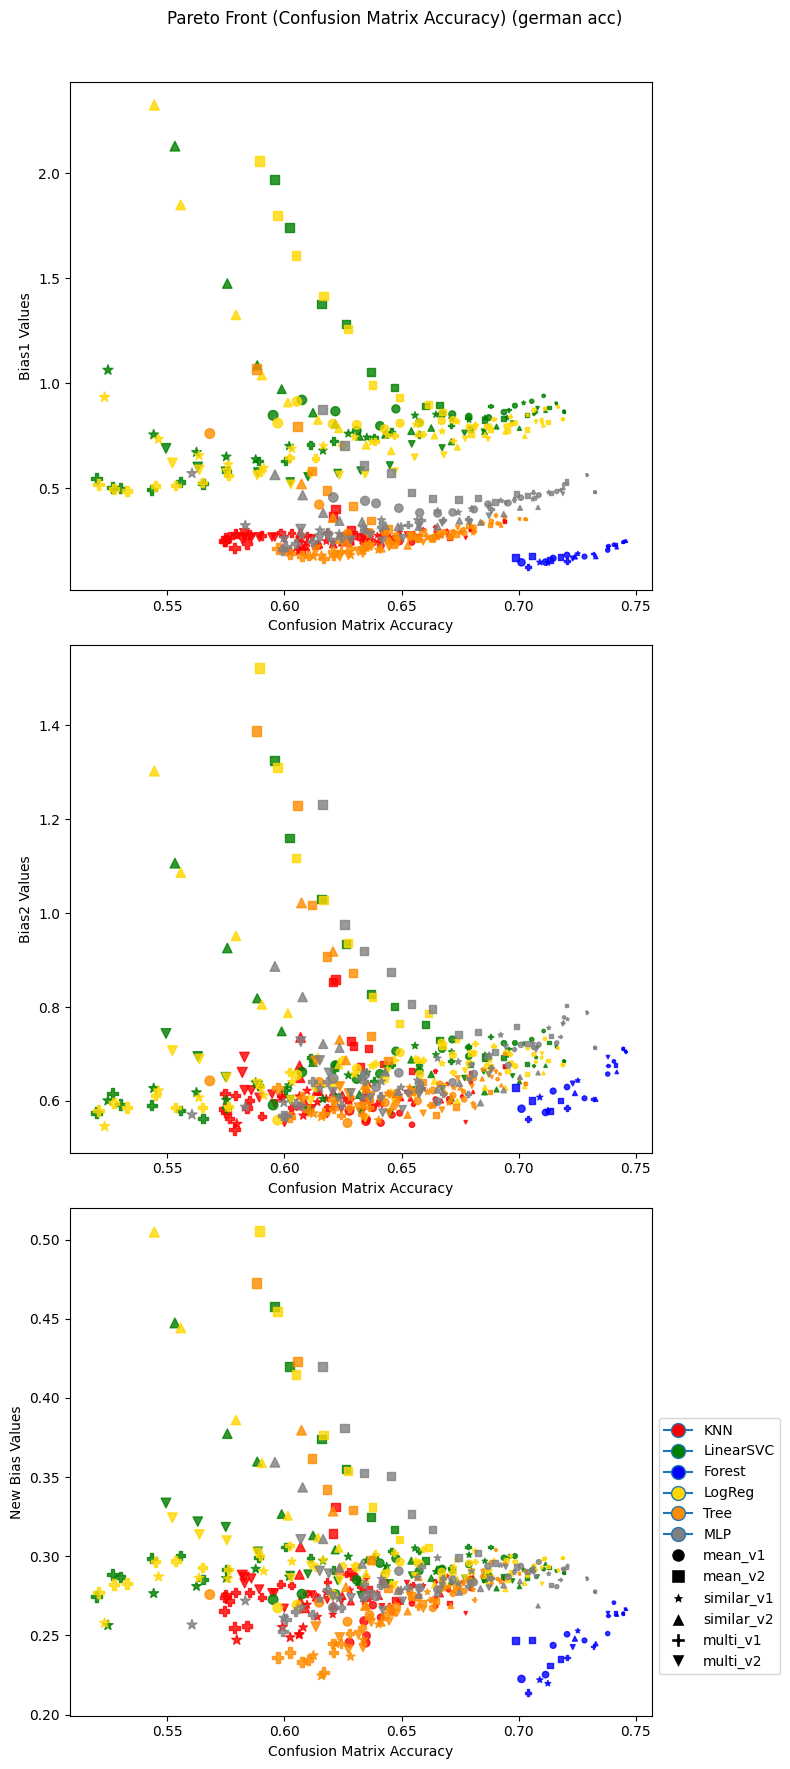 Pareto Front (Confusion Matrix Accuracy) (german acc)
2.0
1.5
1.0
0.5
Bias1 Values
0.55 0.60 0.65 0.70 0.75
Confusion Matrix Accuracy
1.4
1.2
1.0
0.8
0.6
Bias2 Values
0.55 0.60 0.65 0.70 0.75
Confusion Matrix Accuracy
0.50
0.45
0.40
0.35
0.30
0.25
0.20
New Bias Values
0.55 0.60 0.65 0.70 0.75
Confusion Matrix Accuracy
KNN
LinearSVC
Forest
LogReg
Tree
MLP
mean_v1
mean_v2
similar_v1
similar_v2
multi_v1
multi_v2